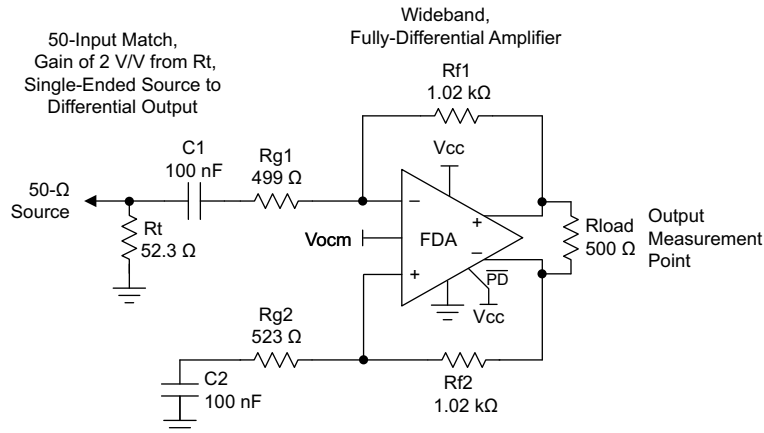 50-Input Match,
Gain of 2 V/V from Rt,
Single-Ended Source to
Differential Output
Wideband,
Fully-Differential Amplifier
Rf1
1.02 kΩ
C1
100 nF
Rg1
499 Ω
Vcc
50-Ω
Source
Rt
52.3 Ω
−
+
Vocm
FDA
−
+
PD
Vcc
Rload
500 Ω
Output
Measurement
Point
Rg2
523 Ω
C2
100 nF
Rf2
1.02 kΩ